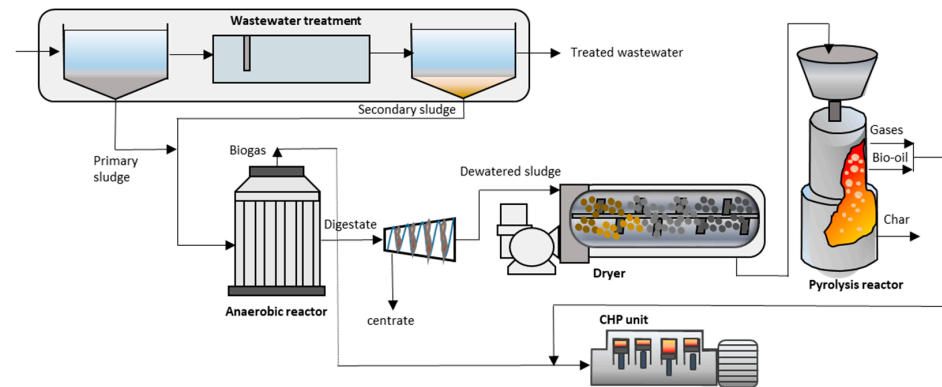 Wastewater treatment
Treated wastewater
Secondary sludge
Primary
sludge
Biogas
Digestate
Dewatered sludge
Gases
Bio-oil
Char
Dryer
Pyrolysis reactor
Anaerobic reactor
centrate
CHP unit